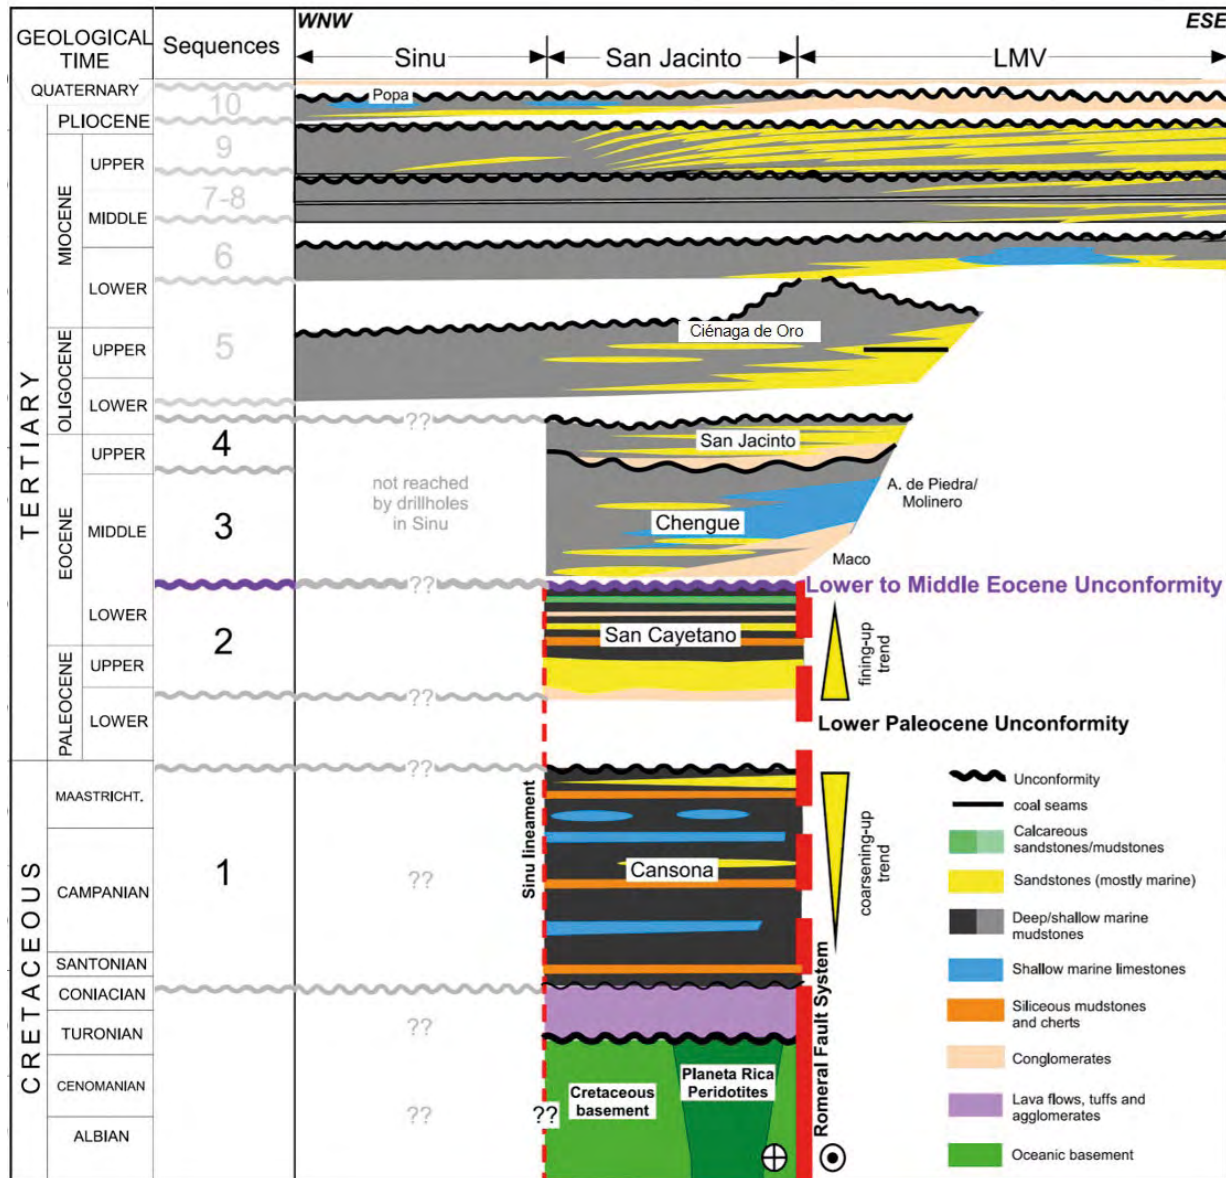 WNW
ESE
GEOLOGICAL
TIME
Sequences
Sinu
San Jacinto
LMV
QUATERNARY
PLIOCENE
TERTIARY
MIOCENE
UPPER
MIDDLE
LOWER
OLIGOCENE
UPPER
LOWER
EOCENE
UPPER
MIDDLE
LOWER
PALEOCENE
UPPER
LOWER
CRETACEOUS
MAASTRICHT.
CAMPANIAN
SANTONIAN
CONIACIAN
TURONIAN
CENOMANIAN
ALBIAN
10
9
7-8
6
5
4
3
2
1
Popa
Ciénaga de Oro
??
San Jacinto
not reached
by drillholes
in Sinu
A. de Piedra/
Molinero
Chengue
Maco
??
Lower to Middle Eocene Unconformity
San Cayetano
fining-up
trend
??
Lower Paleocene Unconformity
??
Sinu lineament
Cansona
coarsening-up
trend
??
??
Cretaceous
basement
Planeta Rica
Peridotites
??
??
Romeral Fault System
Unconformity
coal seams
Calcareous
sandstones/mudstones
Sandstones (mostly marine)
Deep/shallow marine
mudstones
Shallow marine limestones
Siliceous mudstones
and cherts
Conglomerates
Lava flows, tuffs and
agglomerates
Oceanic basement